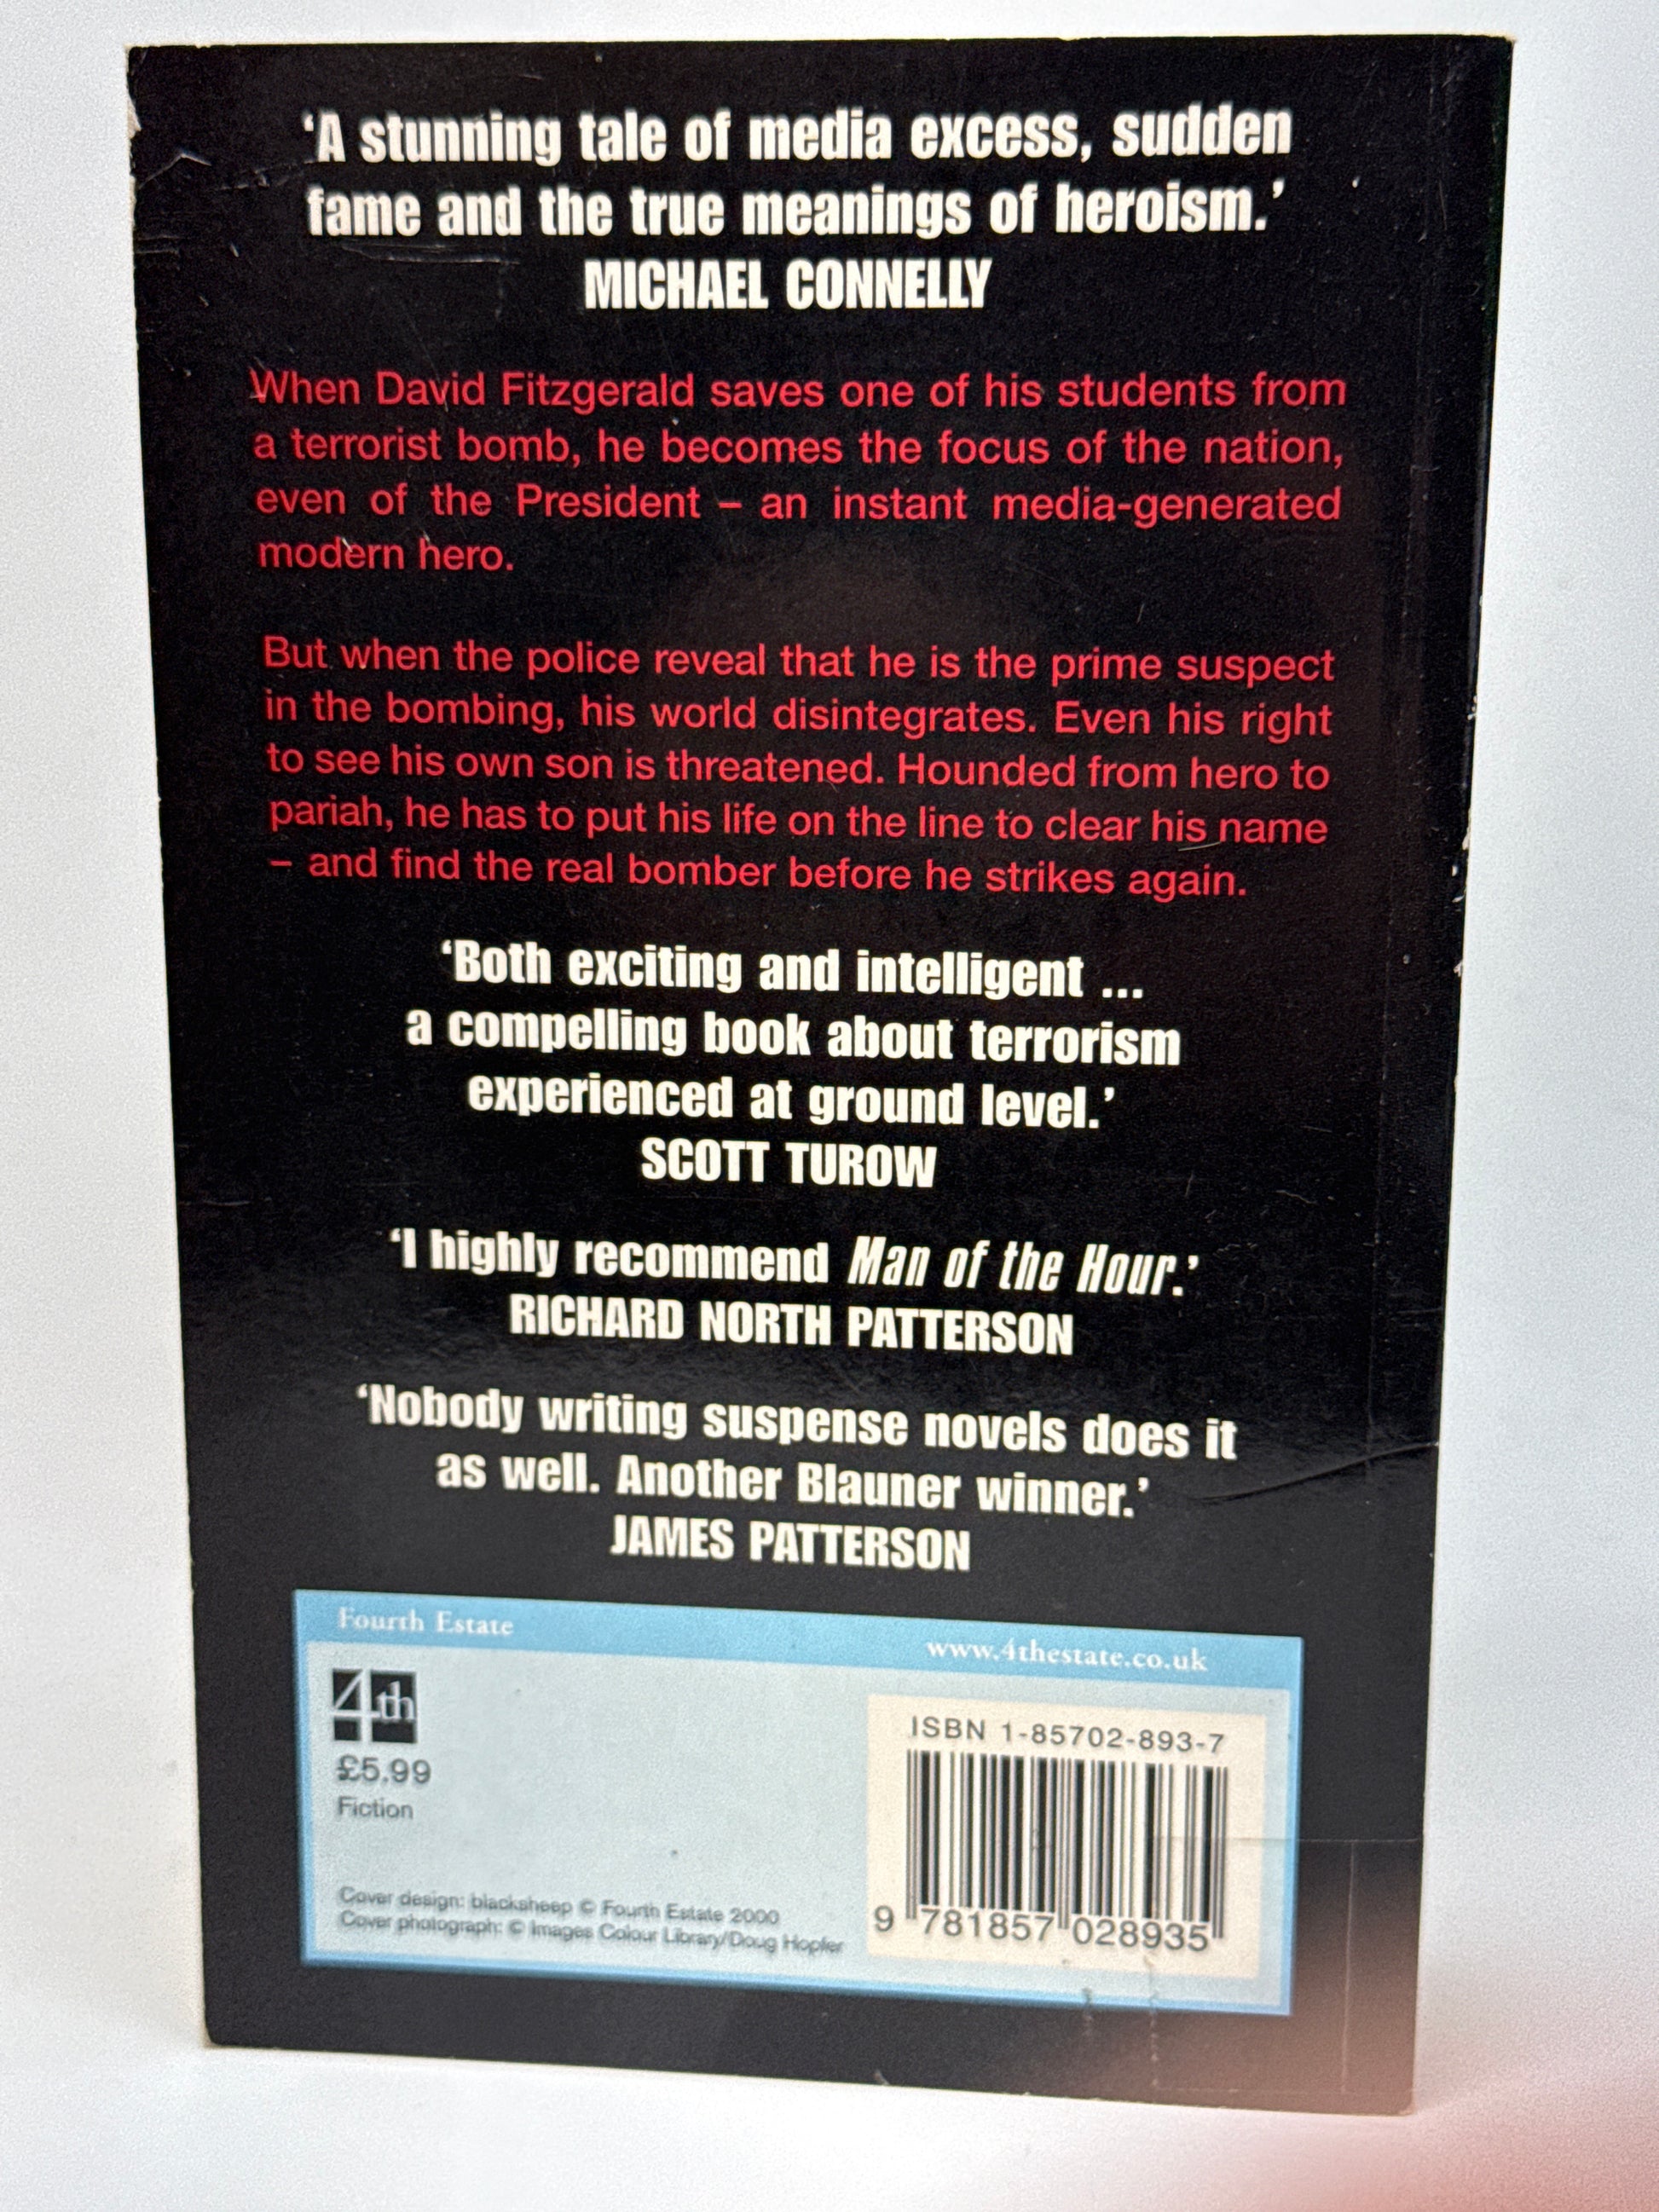 ‘A stunning tale of media excess, sudden
fame and the true meanings of heroism.’
MICHAEL CONNELLY
When David Fitzgerald saves one of his students from
a terrorist bomb, he becomes the focus of the nation,
even of the President – an instant media-generated
modern hero.
But when the police reveal that he is the prime suspect
in the bombing, his world disintegrates. Even his right
to see his own son is threatened. Hounded from hero to
pariah, he has to put his life on the line to clear his name
– and find the real bomber before he strikes again.
‘Both exciting and intelligent ...
a compelling book about terrorism
experienced at ground level.’
SCOTT TUROW
‘I highly recommend Man of the Hour.’
RICHARD NORTH PATTERSON
‘Nobody writing suspense novels does it
as well. Another Blauner winner.’
JAMES PATTERSON
Fourth Estate
www.4thestate.co.uk
4th
£5.99
Fiction
ISBN 1-85702-893-7
Cover design: blacksheep © Fourth Estate 2000
Cover photograph: © Images Colour Library/Doug Hopfer
9 781857 028935